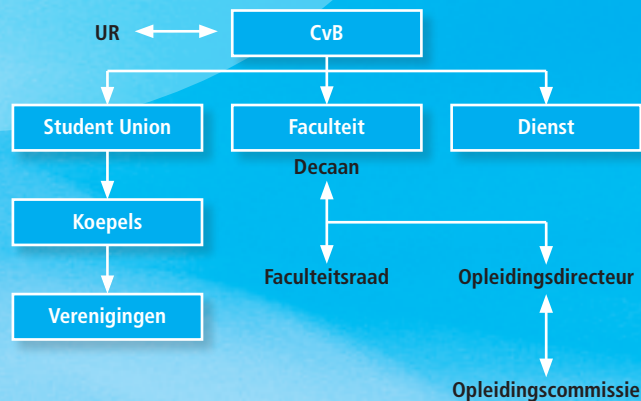 UR
CvB
Student Union
Faculteit
Dienst
Decaan
Koepels
Faculteitsraad
Opleidingsdirecteur
Verenigingen
Opleidingscommissie